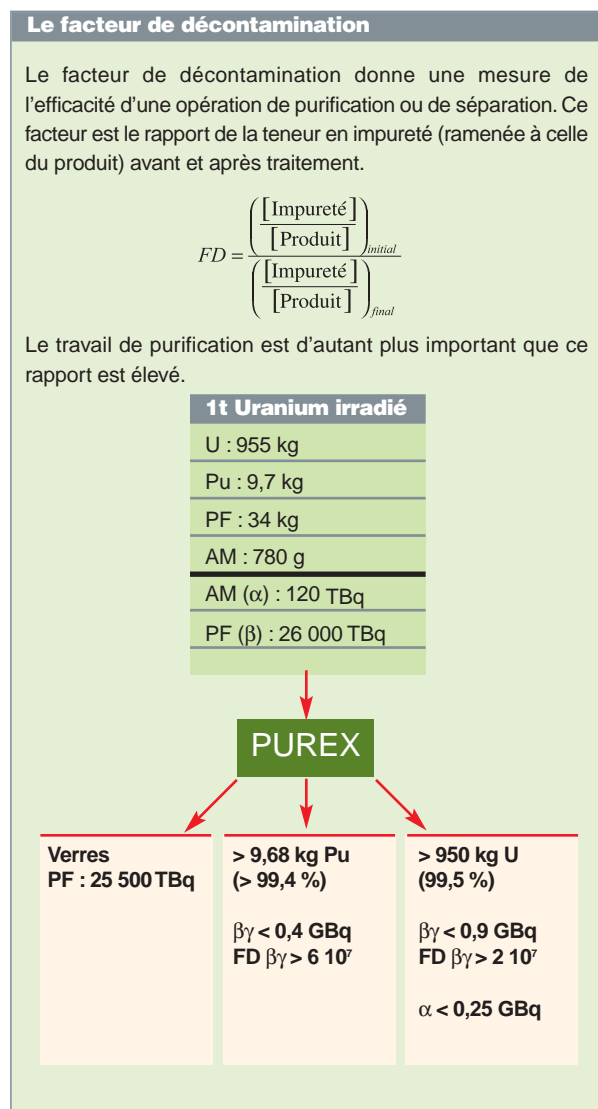 Le facteur de décontamination
Le facteur de décontamination donne une mesure de
l'efficacité d'une opération de purification ou de séparation. Ce
facteur est le rapport de la teneur en impureté (ramenée à celle
du produit) avant et après traitement.
FD = (([Impureté] / [Produit])initial) / (([Impureté] / [Produit])final)
Le travail de purification est d'autant plus important que ce
rapport est élevé.
1t Uranium irradié
U : 955 kg
Pu : 9,7 kg
PF : 34 kg
AM : 780 g
AM (α) : 120 TBq
PF (β) : 26 000 TBq
PUREX
Verres
PF : 25 500 TBq
> 9,68 kg Pu
(> 99,4 %)
βγ < 0,4 GBq
FD βγ > 6 10⁷
> 950 kg U
(99,5 %)
βγ < 0,9 GBq
FD βγ > 2 10⁷
α < 0,25 GBq